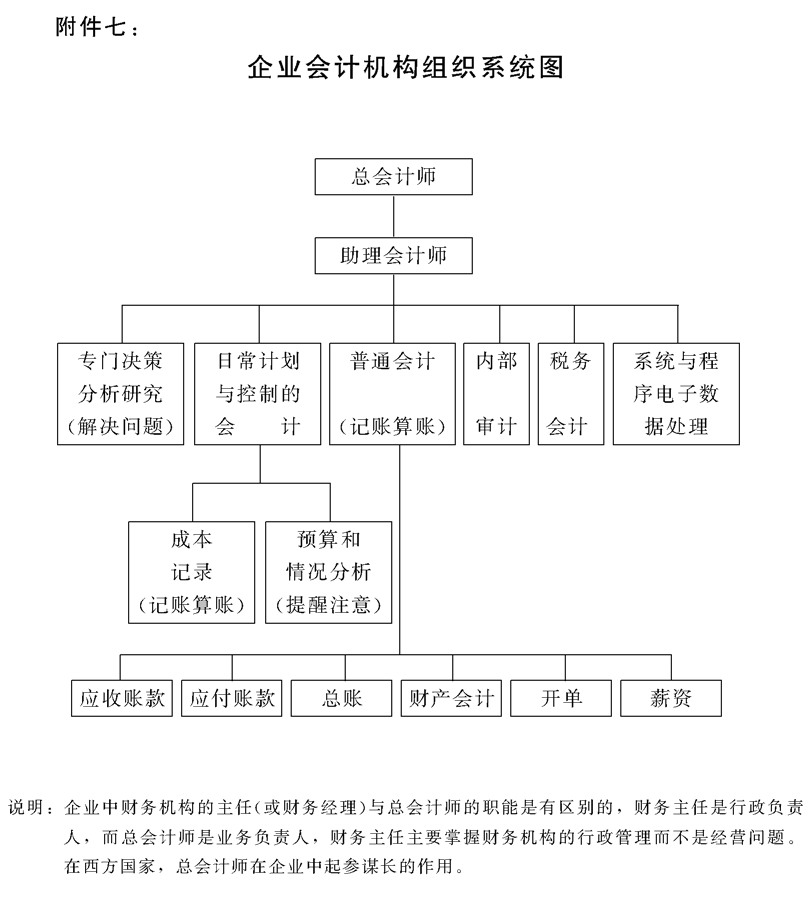 附件七：
企业会计机构组织系统图
总会计师
助理会计师
专门决策
分析研究
（解决问题）
日常计划
与控制的
会 计
普通会计
（记账算账）
内部
审计
税务
会计
系统与程
序电子数
据处理
成本
记录
（记账算账）
预算和
情况分析
（提醒注意）
应收账款
应付账款
总账
财产会计
开单
薪资
说明：企业中财务机构的主任（或财务经理）与总会计师的职能是有区别的，财务主任是行政负责
人，而总会计师是业务负责人，财务主任主要掌握财务机构的行政管理而不是经营问题。
在西方国家，总会计师在企业中起参谋长的作用。